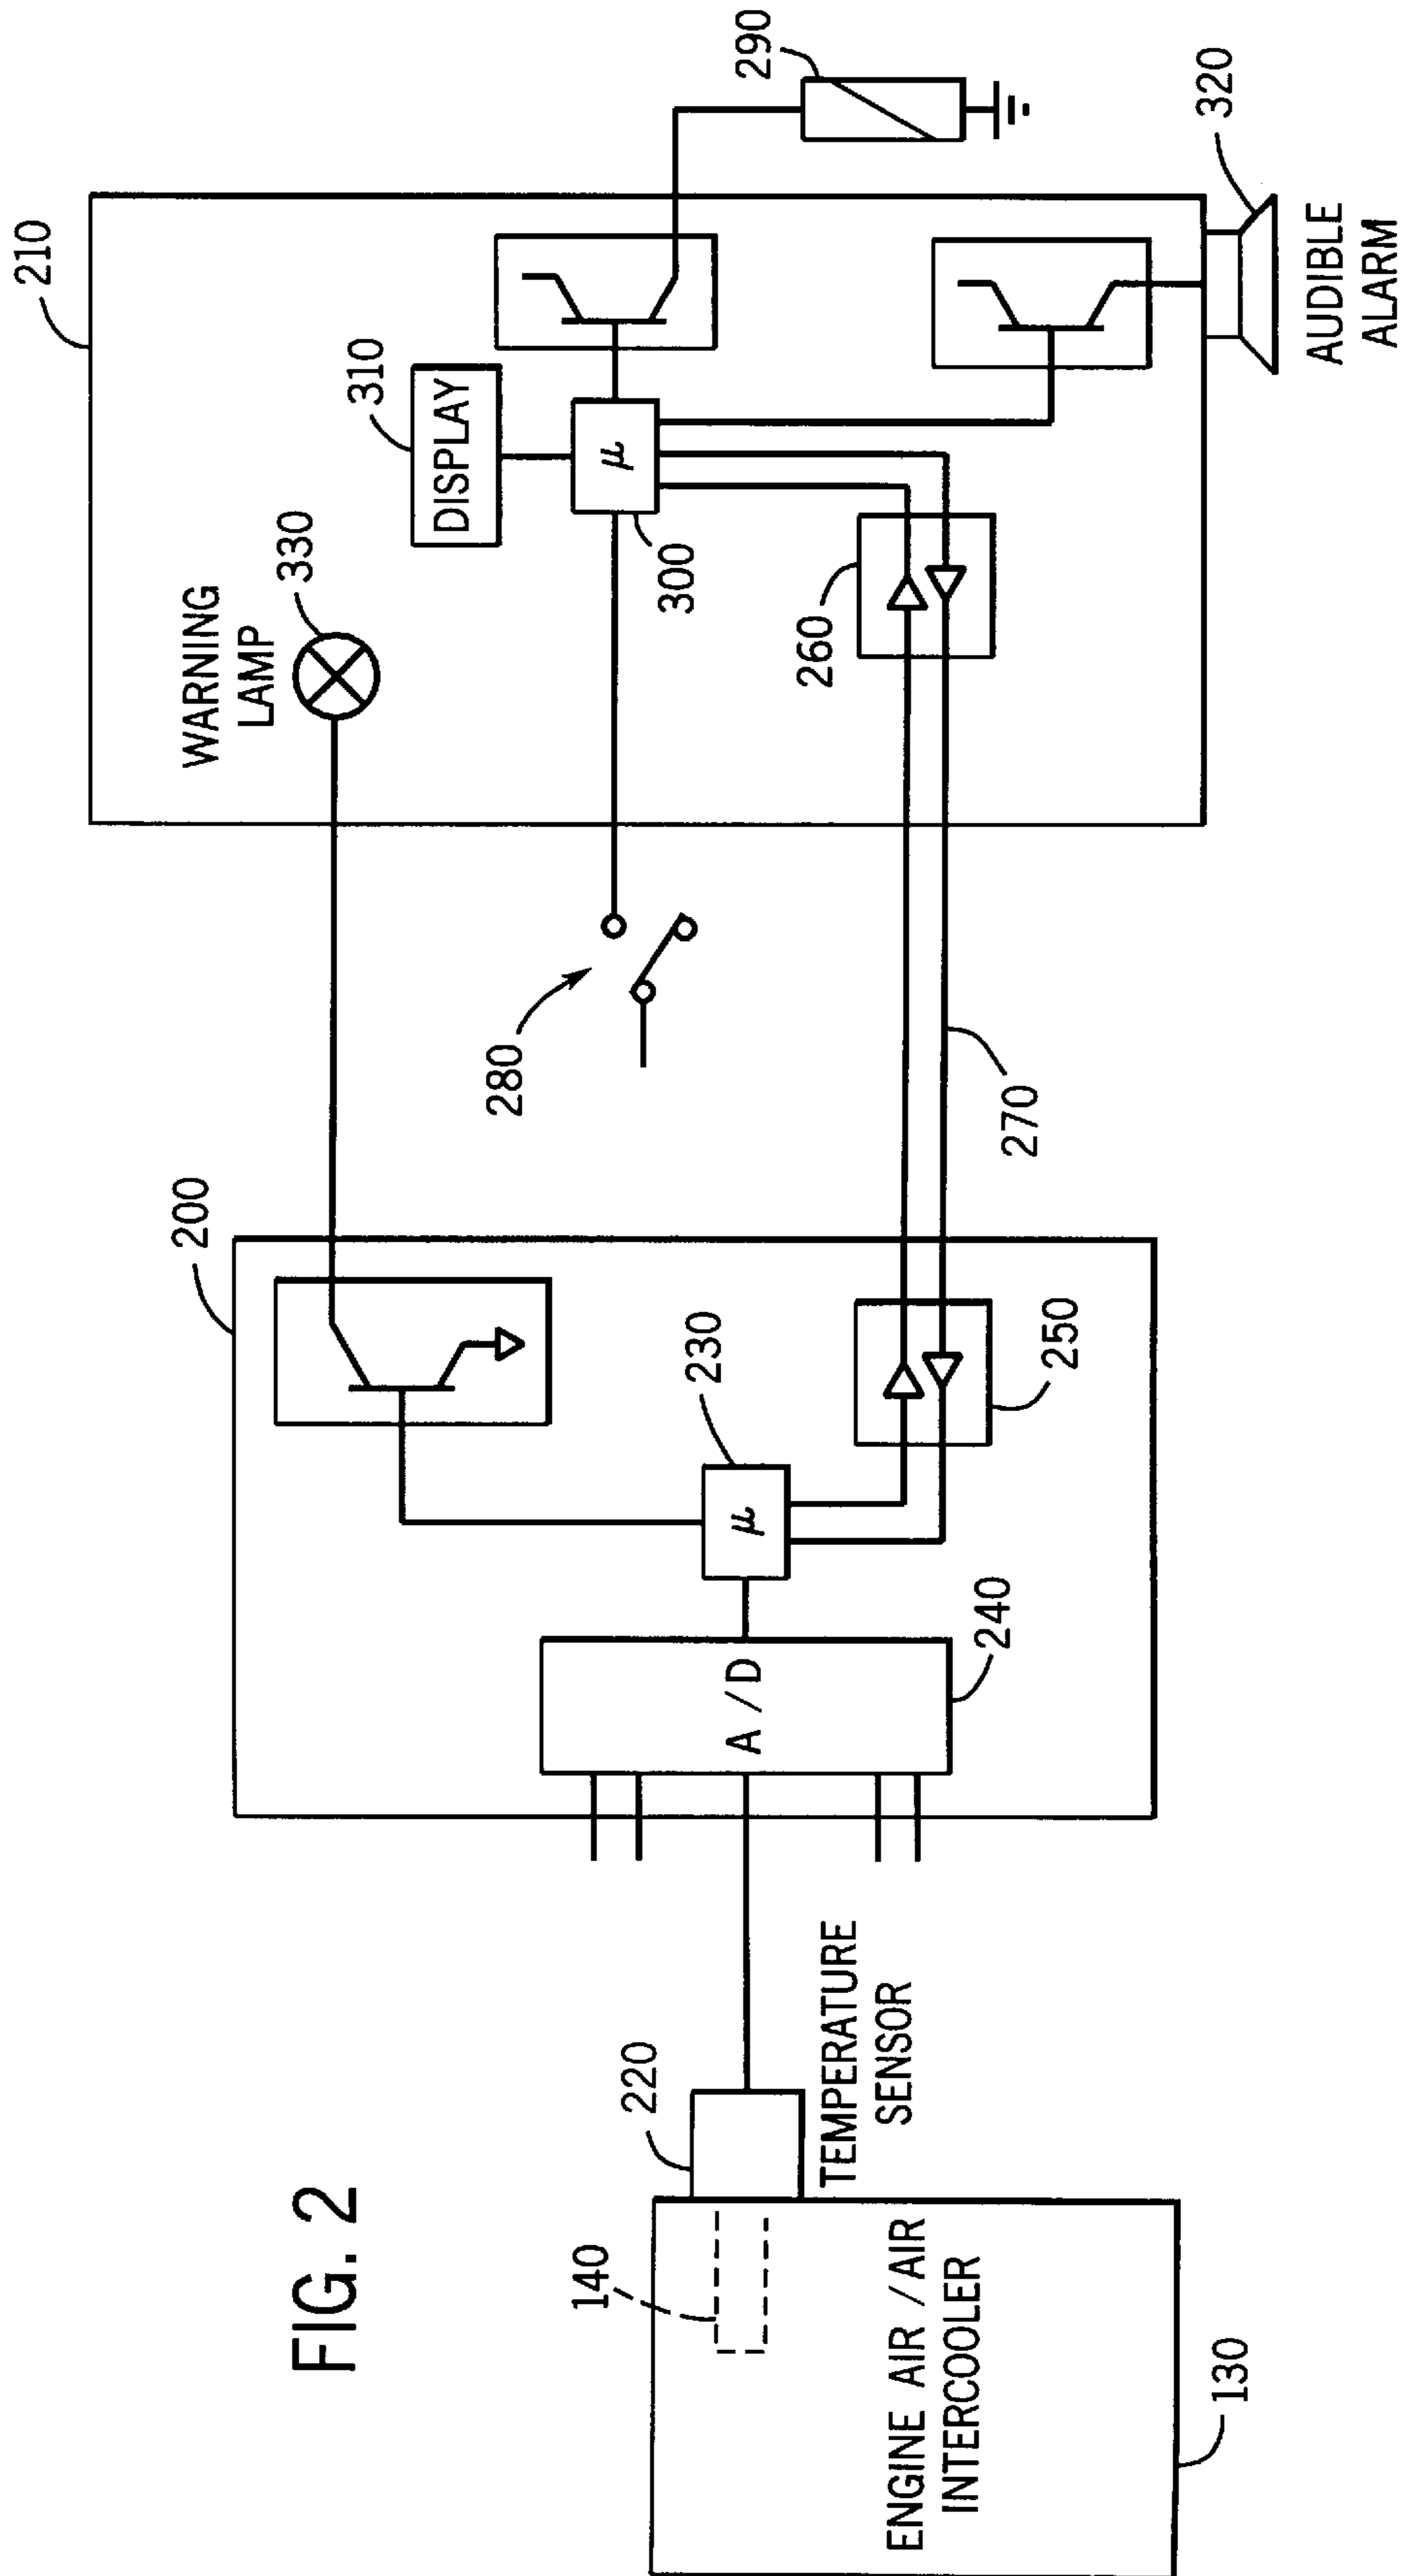 FIG. 2
210
290
310
DISPLAY
330
WARNING
LAMP
μ
300
260
320
AUDIBLE
ALARM
280
270
200
230
μ
250
A/D
240
220
TEMPERATURE
SENSOR
140
ENGINE AIR/AIR
INTERCOOLER
130